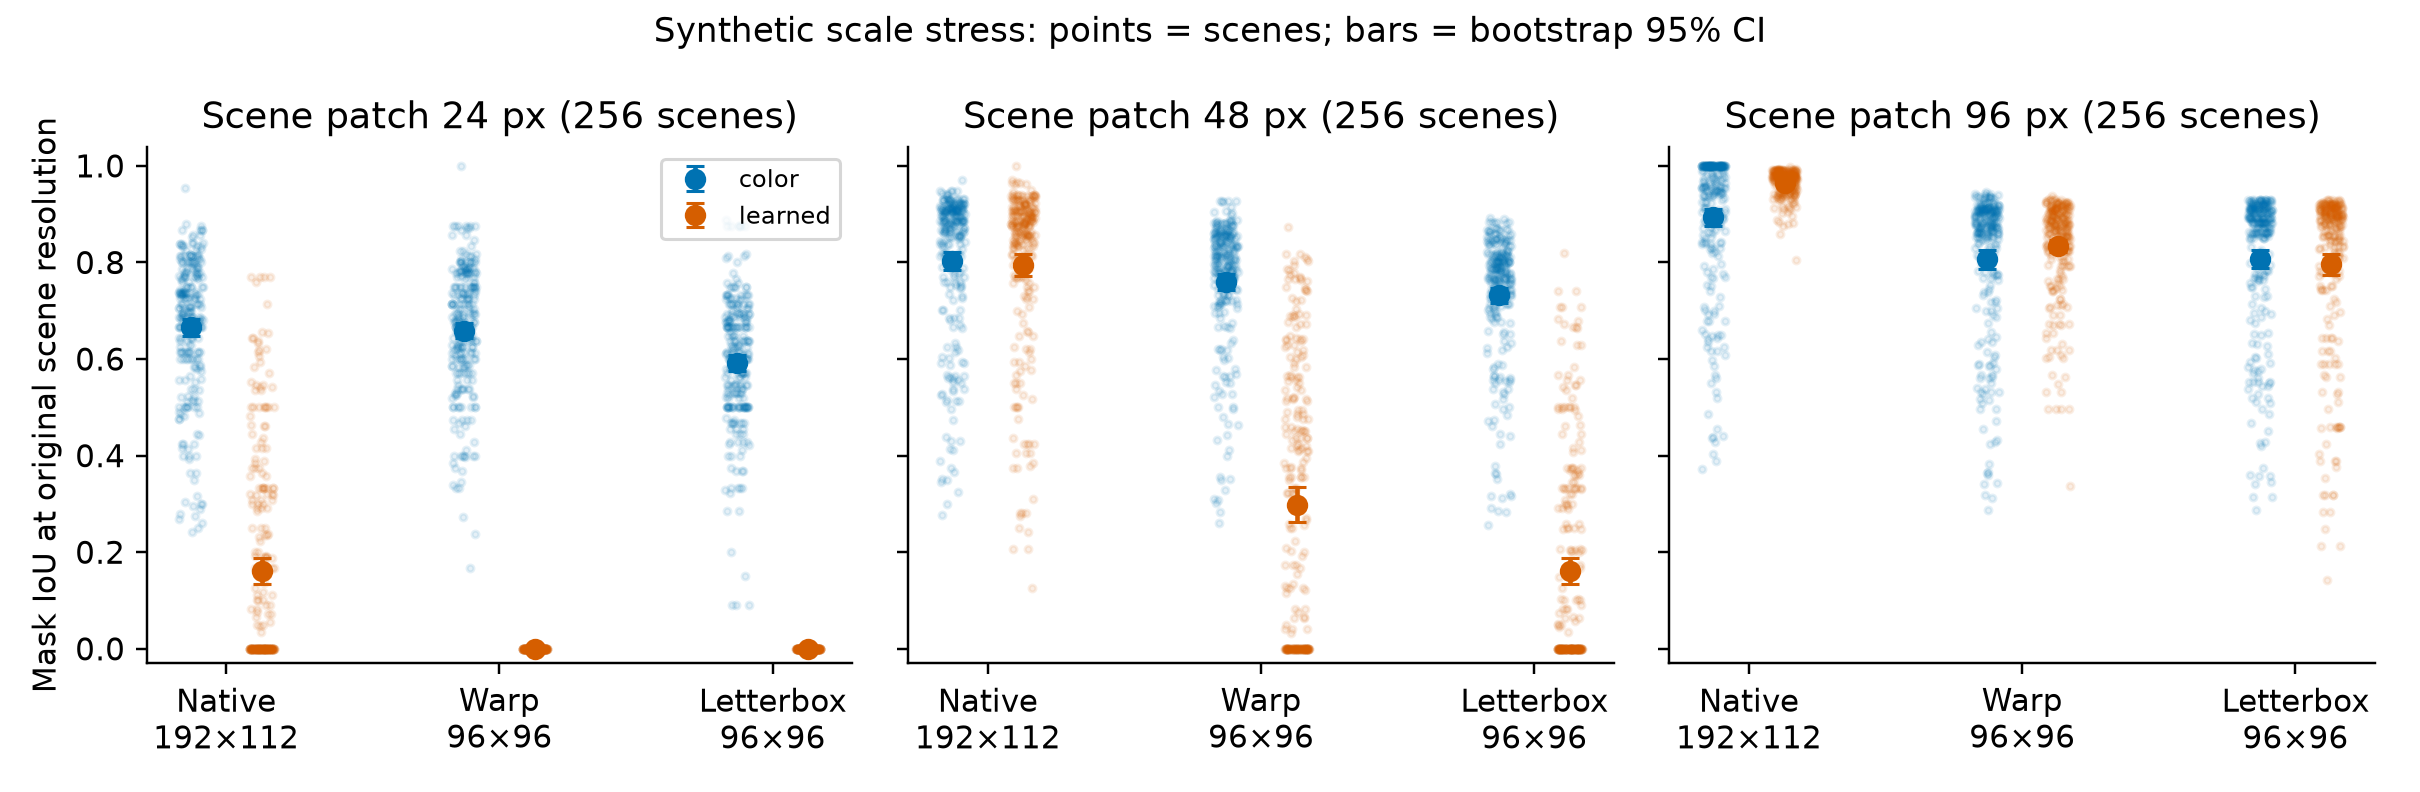 Synthetic scale stress: points = scenes; bars = bootstrap 95% CI
Mask IoU at original scene resolution
Scene patch 24 px (256 scenes)
1.0
0.8
0.6
0.4
0.2
0.0
color
learned
Native
192×112
Warp
96×96
Letterbox
96×96
Scene patch 48 px (256 scenes)
Native
192×112
Warp
96×96
Letterbox
96×96
Scene patch 96 px (256 scenes)
Native
192×112
Warp
96×96
Letterbox
96×96